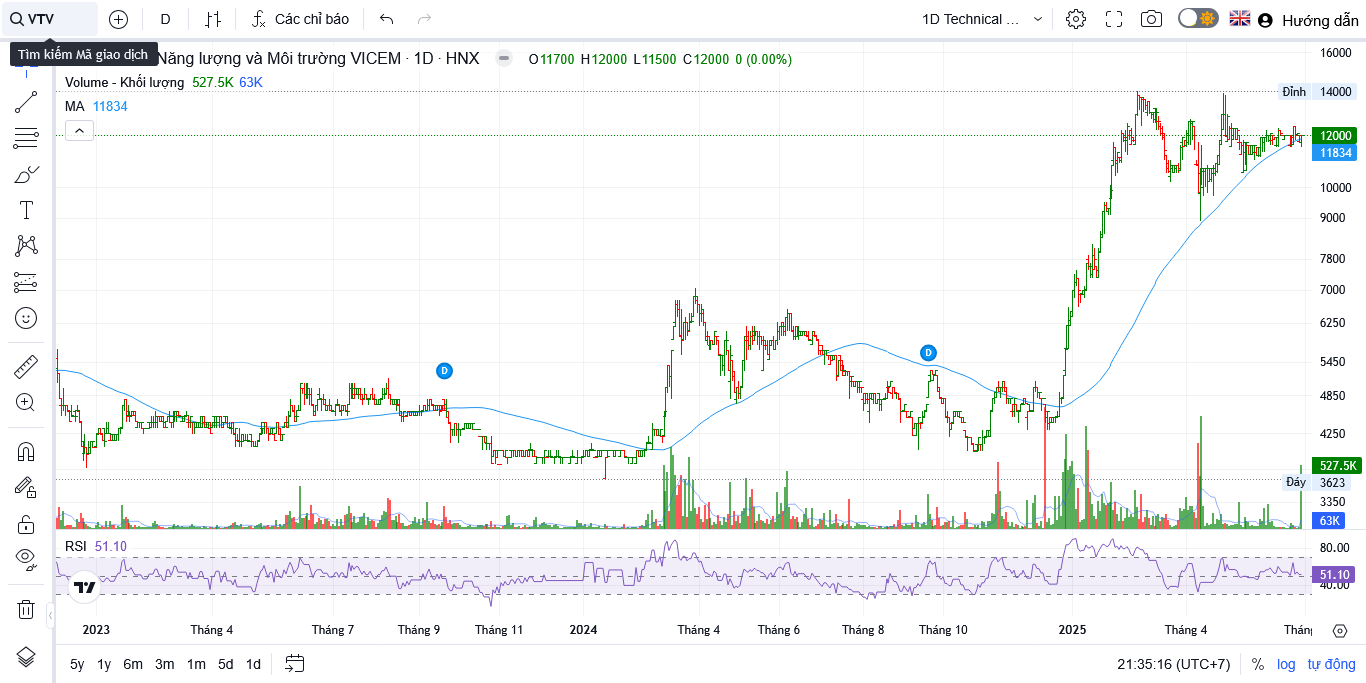 VTV
D
Các chỉ báo
1D Technical ...
Hướng dẫn
Tìm kiếm Mã giao dịch
Năng lượng và Môi trường VICEM · 1D · HNX
O11700 H12000 L11500 C12000 0 (0.00%)
Volume - Khối lượng 527.5K 63K
MA 11834
16000
Đỉnh 14000
12000
11834
10000
9000
7800
7000
6250
5450
4850
4250
527.5K
Đáy 3623
3350
63K
D
D
T
RSI 51.10
80.00
51.10
40.00
2023 Tháng 4 Tháng 7 Tháng 9 Tháng 11 2024 Tháng 4 Tháng 6 Tháng 8 Tháng 10 2025 Tháng 4 Tháng
5y 1y 6m 3m 1m 5d 1d
21:35:16 (UTC+7) % log tự động